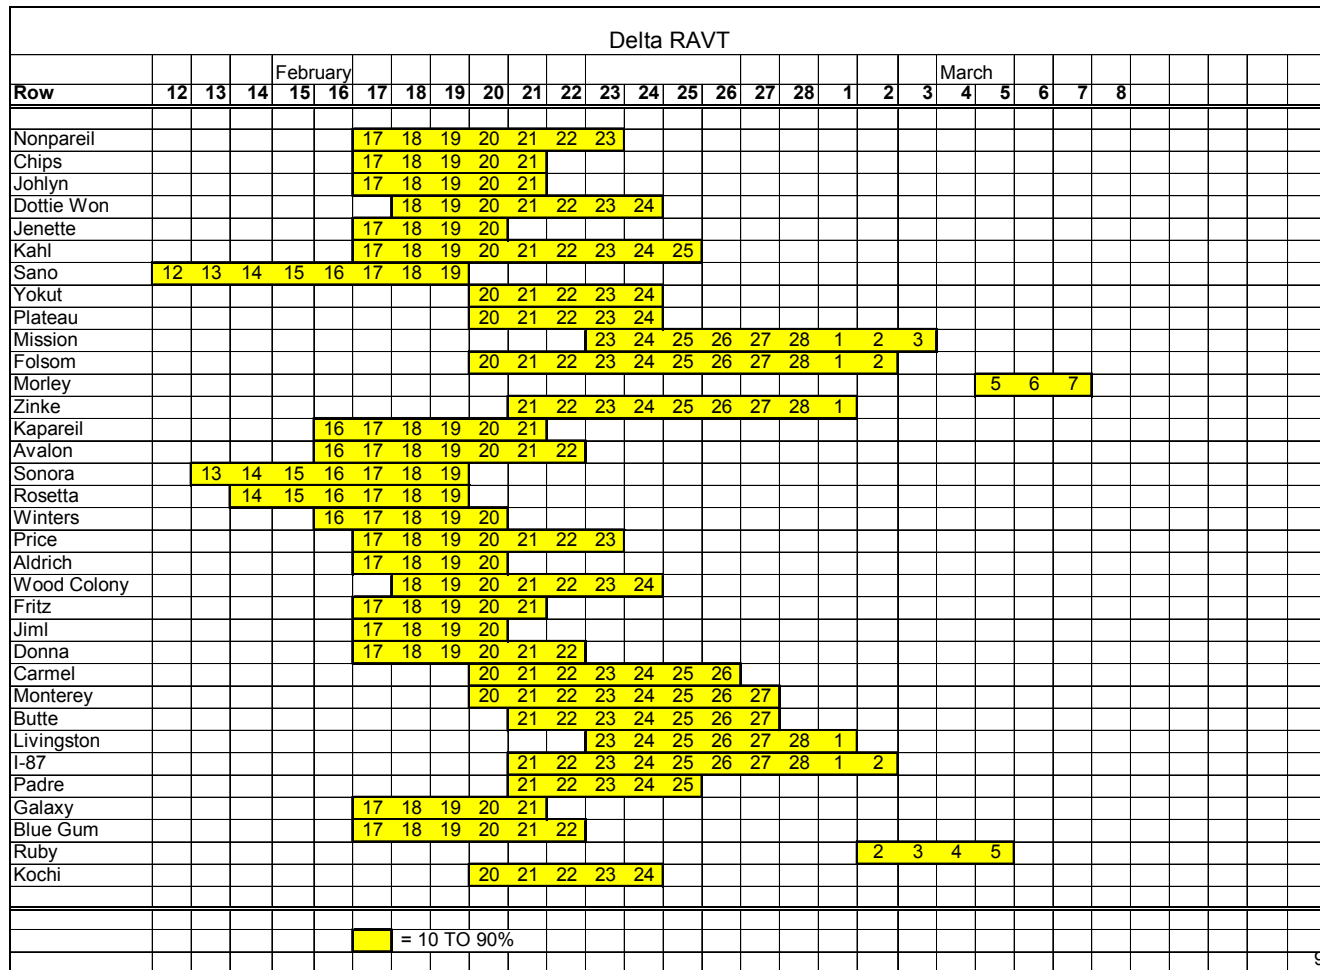 Delta RAVT
February March
Row 12 13 14 15 16 17 18 19 20 21 22 23 24 25 26 27 28 1 2 3 4 5 6 7 8
Nonpareil 17 18 19 20 21 22 23
Chips 17 18 19 20 21
Johlyn 17 18 19 20 21
Dottie Won 18 19 20 21 22 23 24
Jenette 17 18 19 20
Kahl 17 18 19 20 21 22 23 24 25
Sano 12 13 14 15 16 17 18 19
Yokut 20 21 22 23 24
Plateau 20 21 22 23 24
Mission 23 24 25 26 27 28 1 2 3
Folsom 20 21 22 23 24 25 26 27 28 1 2
Morley 5 6 7
Zinke 21 22 23 24 25 26 27 28 1
Kapareil 16 17 18 19 20 21
Avalon 16 17 18 19 20 21 22
Sonora 13 14 15 16 17 18 19
Rosetta 14 15 16 17 18 19
Winters 16 17 18 19 20
Price 17 18 19 20 21 22 23
Aldrich 17 18 19 20
Wood Colony 18 19 20 21 22 23 24
Fritz 17 18 19 20 21
Jiml 17 18 19 20
Donna 17 18 19 20 21 22
Carmel 20 21 22 23 24 25 26
Monterey 20 21 22 23 24 25 26 27
Butte 21 22 23 24 25 26 27
Livingston 23 24 25 26 27 28 1
I-87 21 22 23 24 25 26 27 28 1 2
Padre 21 22 23 24 25
Galaxy 17 18 19 20 21
Blue Gum 17 18 19 20 21 22
Ruby 2 3 4 5
Kochi 20 21 22 23 24
= 10 TO 90%
9